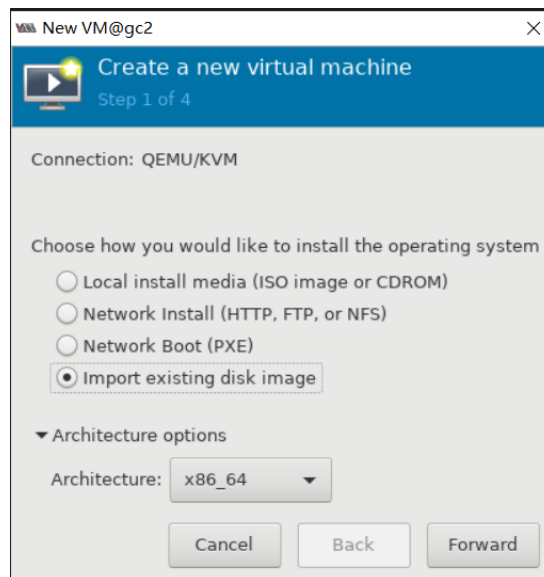 New VM@gc2
Create a new virtual machine
Step 1 of 4
Connection: QEMU/KVM
Choose how you would like to install the operating system
Local install media (ISO image or CDROM)
Network Install (HTTP, FTP, or NFS)
Network Boot (PXE)
Import existing disk image
Architecture options
Architecture: x86_64
Cancel Back Forward